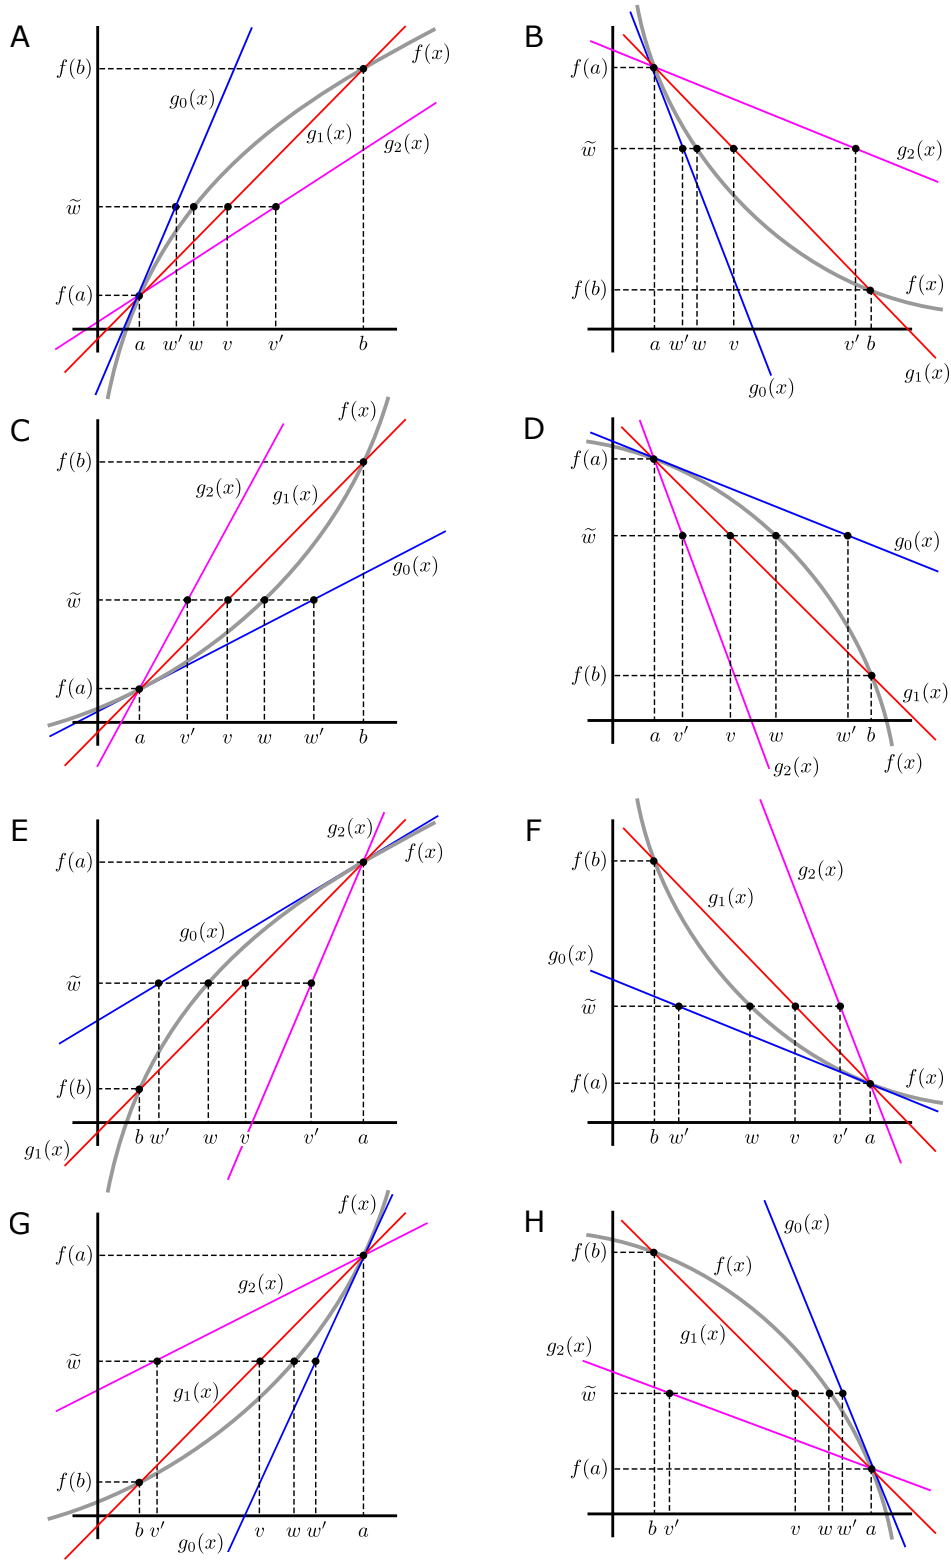 A
f(b)
f(x)
g₀(x)
g₁(x)
g₂(x)
w̃
f(a)
a w′ w v v′ b
B
f(a)
w̃
g₂(x)
f(b)
f(x)
a w′ w v v′ b
g₁(x)
g₀(x)
C
f(x)
f(b)
g₂(x)
g₁(x)
g₀(x)
w̃
f(a)
a v′ v w w′ b
D
f(a)
w̃
g₀(x)
f(b)
g₁(x)
a v′ v w w′ b
g₂(x)
f(x)
E
g₂(x)
f(x)
f(a)
g₀(x)
w̃
f(b)
b w′ w v v′ a
g₁(x)
F
f(b)
g₂(x)
g₁(x)
g₀(x)
w̃
f(a)
f(x)
b w′ w v v′ a
G
f(x)
f(a)
g₂(x)
w̃
g₁(x)
f(b)
b v′ v w w′ a
g₀(x)
H
g₀(x)
f(b)
f(x)
g₁(x)
g₂(x)
w̃
f(a)
b v′ v w w′ a